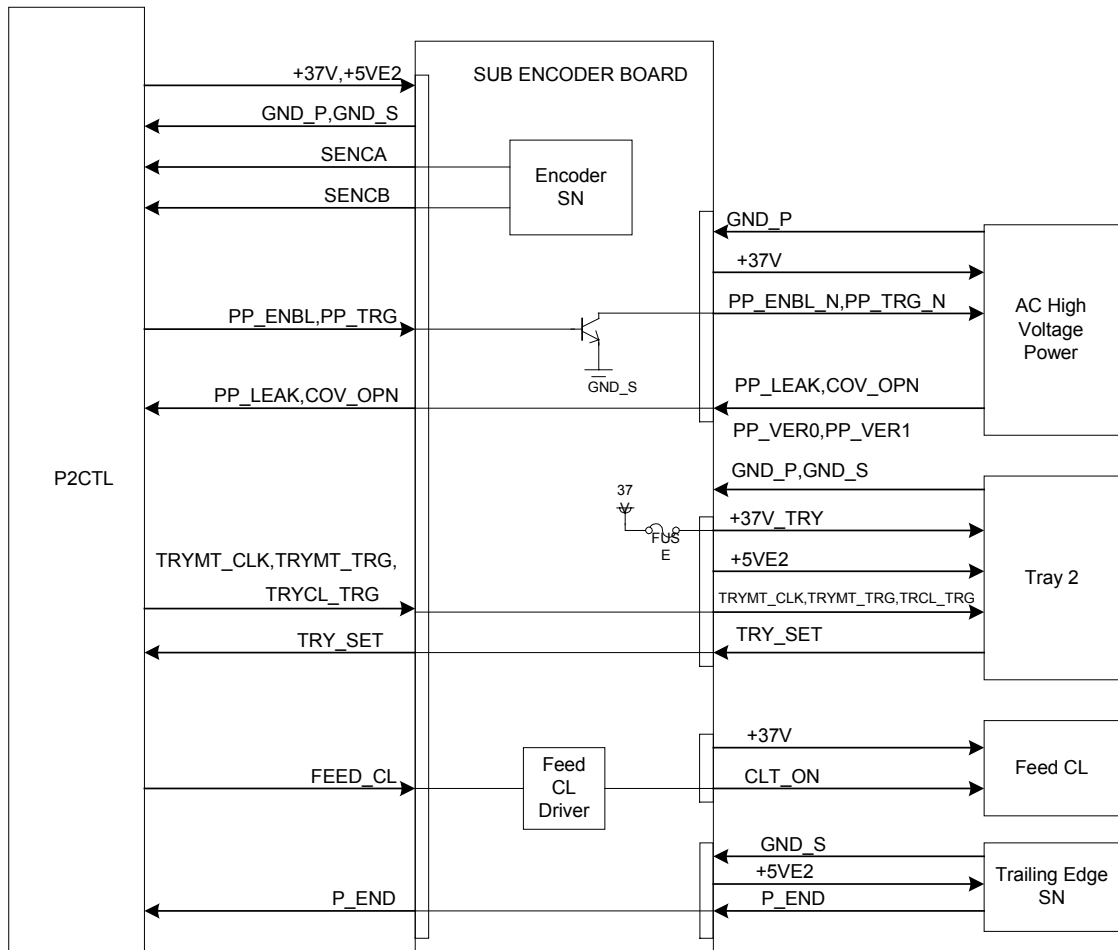 +37V,+5VE2
SUB ENCODER BOARD
GND_P,GND_S
SENCA
Encoder
SN
SENCB
GND_P
+37V
AC High
Voltage
Power
PP_ENBL,PP_TRG
PP_ENBL_N,PP_TRG_N
GND_S
PP_LEAK,COV_OPN
PP_LEAK,COV_OPN
PP_VER0,PP_VER1
P2CTL
GND_P,GND_S
37
V
FUS
E
+37V_TRY
+5VE2
Tray 2
TRYMT_CLK,TRYMT_TRG,
TRYCL_TRG
TRYMT_CLK,TRYMT_TRG,TRCL_TRG
TRY_SET
TRY_SET
+37V
Feed CL
FEED_CL
Feed
CL
Driver
CLT_ON
GND_S
+5VE2
Trailing Edge
SN
P_END
P_END